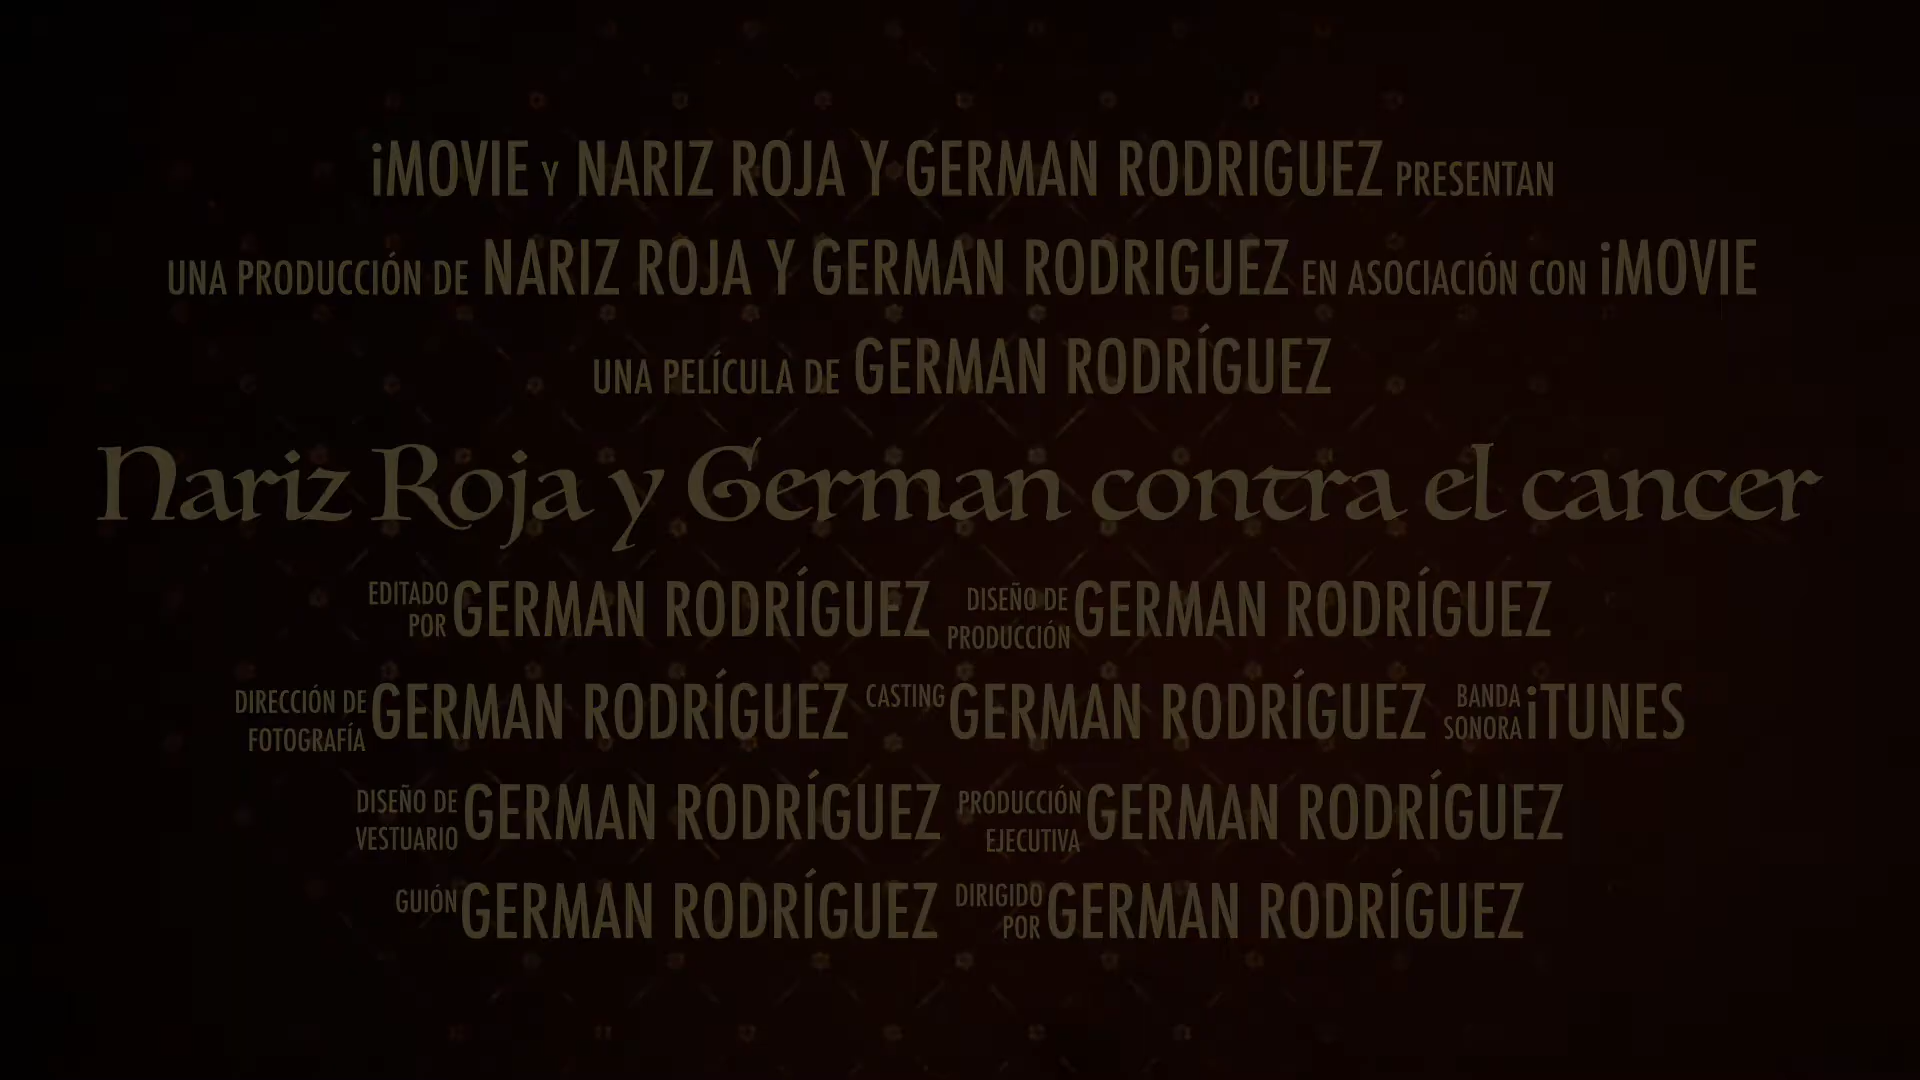 iMOVIE Y NARIZ ROJA Y GERMAN RODRIGUEZ PRESENTAN
UNA PRODUCCIÓN DE NARIZ ROJA Y GERMAN RODRIGUEZ EN ASOCIACIÓN CON iMOVIE
UNA PELÍCULA DE GERMAN RODRÍGUEZ
Nariz Roja y German contra el cancer
EDITADO POR GERMAN RODRÍGUEZ DISEÑO DE PRODUCCIÓN GERMAN RODRÍGUEZ
DIRECCIÓN DE FOTOGRAFÍA GERMAN RODRÍGUEZ CASTING GERMAN RODRÍGUEZ BANDA SONORA iTUNES
DISEÑO DE VESTUARIO GERMAN RODRÍGUEZ PRODUCCIÓN EJECUTIVA GERMAN RODRÍGUEZ
GUIÓN GERMAN RODRÍGUEZ DIRIGIDO POR GERMAN RODRÍGUEZ